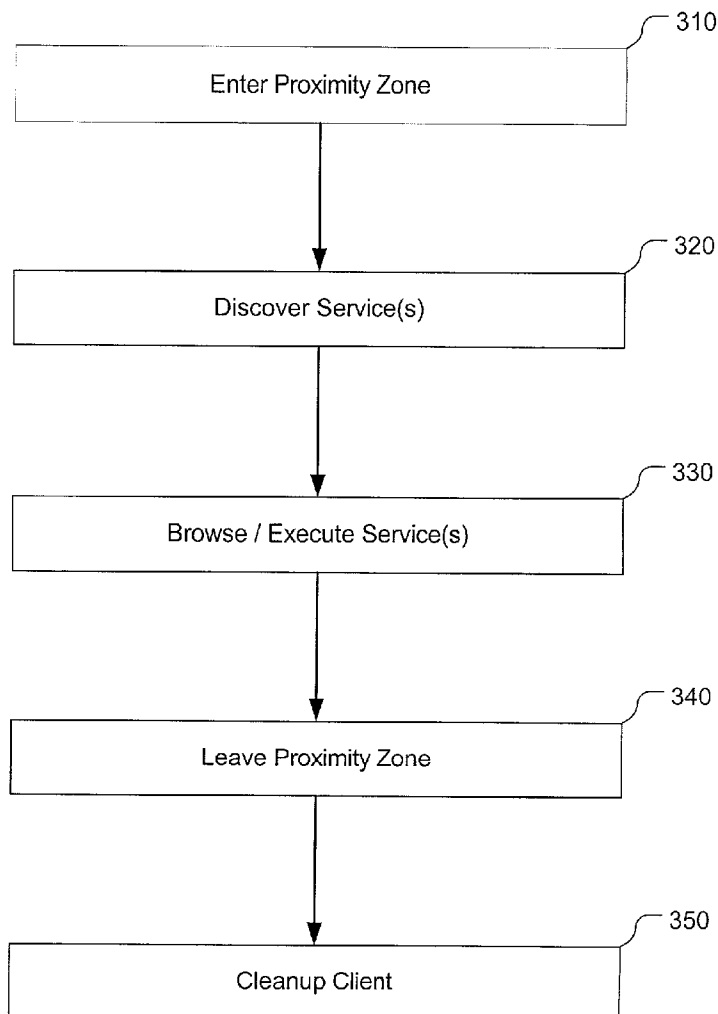 310
Enter Proximity Zone
320
Discover Service(s)
330
Browse / Execute Service(s)
340
Leave Proximity Zone
350
Cleanup Client